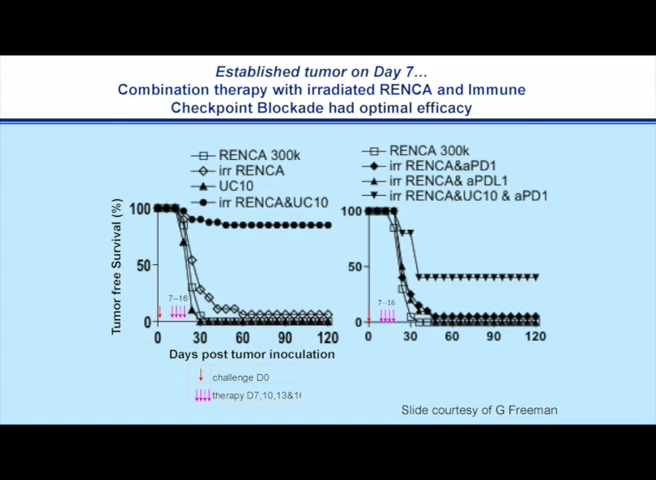 Established tumor on Day 7...
Combination therapy with irradiated RENCA and Immune
Checkpoint Blockade had optimal efficacy
RENCA 300k
irr RENCA
UC10
irr RENCA&UC10
Tumor free Survival (%)
100
50
0
7--16
0 30 60 90 120
Days post tumor inoculation
challenge D0
therapy D7,10,13&16
RENCA 300k
irr RENCA&aPD1
irr RENCA& aPDL1
irr RENCA&UC10 & aPD1
100
50
0
7--16
0 30 60 90 120
Slide courtesy of G Freeman